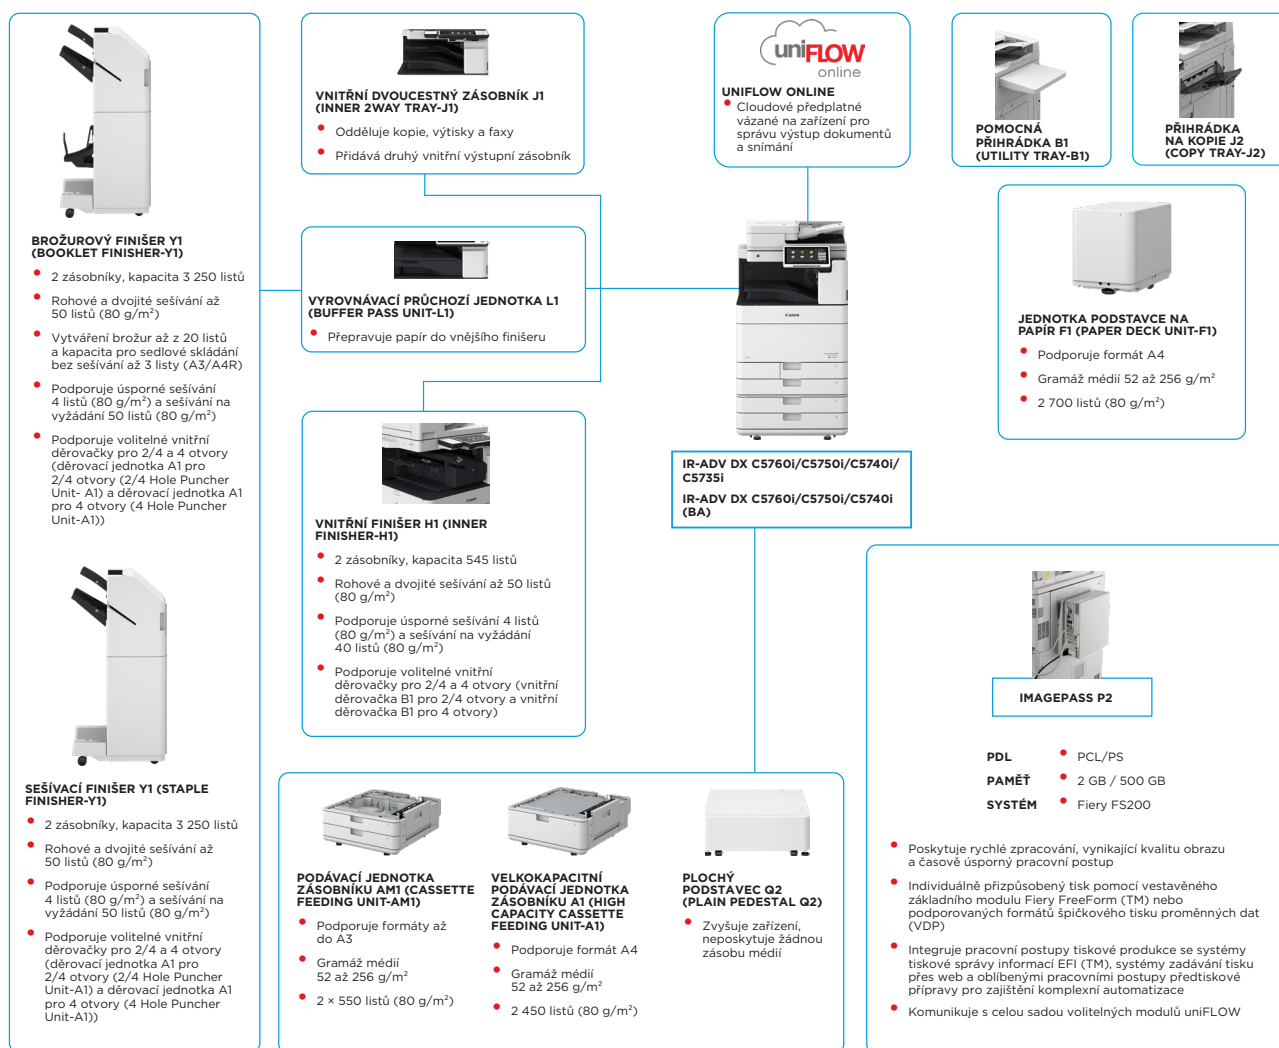 BROŽUROVÝ FINIŠER Y1
(BOOKLET FINISHER-Y1)
2 zásobníky, kapacita 3 250 listů
Rohové a dvojité sešívání až
50 listů (80 g/m²)
Vytváření brožur až z 20 listů
a kapacita pro sedlové skládání
bez sešívání až 3 listy (A3/A4R)
Podporuje úsporné sešívání
4 listů (80 g/m²) a sešívání na
vyžádání 50 listů (80 g/m²)
Podporuje volitelné vnitřní
děrovačky pro 2/4 a 4 otvory
(děrovací jednotka A1 pro
2/4 otvory (2/4 Hole Puncher
Unit- A1) a děrovací jednotka A1
pro 4 otvory (4 Hole Puncher
Unit-A1))
SEŠÍVACÍ FINIŠER Y1 (STAPLE
FINISHER-Y1)
2 zásobníky, kapacita 3 250 listů
Rohové a dvojité sešívání až
50 listů (80 g/m²)
Podporuje úsporné sešívání
4 listů (80 g/m²) a sešívání na
vyžádání 50 listů (80 g/m²)
Podporuje volitelné vnitřní
děrovačky pro 2/4 a 4 otvory
(děrovací jednotka A1 pro
2/4 otvory (2/4 Hole Puncher
Unit-A1) a děrovací jednotka A1
pro 4 otvory (4 Hole Puncher
Unit-A1))
VNITŘNÍ DVOUCESTNÝ ZÁSOBNÍK J1
(INNER 2WAY TRAY-J1)
Odděluje kopie, výtisky a faxy
Přidává druhý vnitřní výstupní zásobník
VYROVNÁVACÍ PRŮCHOZÍ JEDNOTKA L1
(BUFFER PASS UNIT-L1)
Přepravuje papír do vnějšího finišeru
VNITŘNÍ FINIŠER H1 (INNER
FINISHER-H1)
2 zásobníky, kapacita 545 listů
Rohové a dvojité sešívání až 50 listů
(80 g/m²)
Podporuje úsporné sešívání 4 listů
(80 g/m²) a sešívání na vyžádání
40 listů (80 g/m²)
Podporuje volitelné vnitřní
děrovačky pro 2/4 a 4 otvory (vnitřní
děrovačka B1 pro 2/4 otvory a vnitřní
děrovačka B1 pro 4 otvory)
uniFLOW
online
UNIFLOW ONLINE
Cloudové předplatné
vázané na zařízení pro
správu výstup dokumentů
a snímání
Canon
IR-ADV DX C5760i/C5750i/C5740i/
C5735i
IR-ADV DX C5760i/C5750i/C5740i
(BA)
POMOCNÁ
PŘIHRÁDKA B1
(UTILITY TRAY-B1)
PŘIHRÁDKA
NA KOPIE J2
(COPY TRAY-J2)
JEDNOTKA PODSTAVCE NA
PAPÍR F1 (PAPER DECK UNIT-F1)
Podporuje formát A4
Gramáž médií 52 až 256 g/m²
2 700 listů (80 g/m²)
PODÁVACÍ JEDNOTKA
ZÁSOBNÍKU AM1 (CASSETTE
FEEDING UNIT-AM1)
Podporuje formáty až
do A3
Gramáž médií
52 až 256 g/m²
2 × 550 listů (80 g/m²)
VELKOKAPACITNÍ
PODÁVACÍ JEDNOTKA
ZÁSOBNÍKU A1 (HIGH
CAPACITY CASSETTE
FEEDING UNIT-A1)
Podporuje formát A4
Gramáž médií
52 až 256 g/m²
2 450 listů (80 g/m²)
PLOCHÝ
PODSTAVEC Q2
(PLAIN PEDESTAL Q2)
Zvyšuje zařízení,
neposkytuje žádnou
zásobu médií
IMAGEPASS P2
PDL PCL/PS
PAMĚŤ 2 GB / 500 GB
SYSTÉM Fiery FS200
Poskytuje rychlé zpracování, vynikající kvalitu obrazu
a časově úsporný pracovní postup
Individuálně přizpůsobený tisk pomocí vestavěného
základního modulu Fiery FreeForm (TM) nebo
podporovaných formátů špičkového tisku proměnných dat
(VDP)
Integruje pracovní postupy tiskové produkce se systémy
tiskové správy informací EFI (TM), systémy zadávání tisku
přes web a oblíbenými pracovními postupy předtiskové
přípravy pro zajištění komplexní automatizace
Komunikuje s celou sadou volitelných modulů uniFLOW